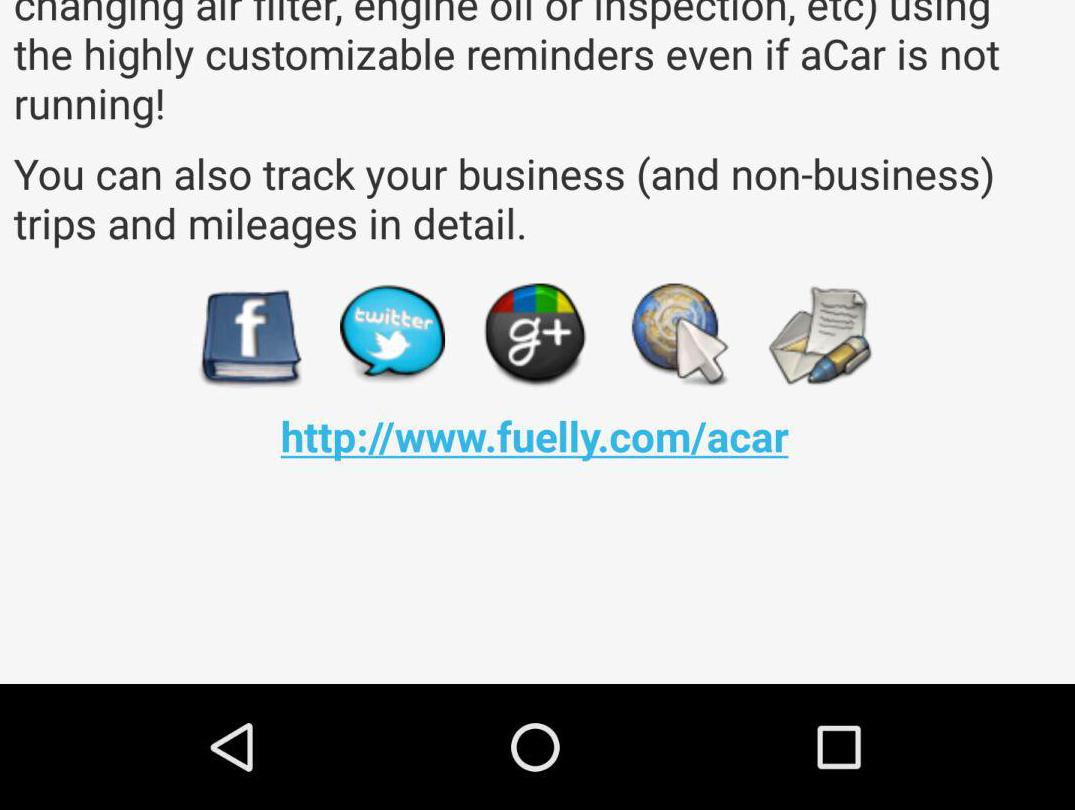 changing air filter, engine oil or inspection, etc) using
the highly customizable reminders even if aCar is not
running!
You can also track your business (and non-business)
trips and mileages in detail.
f
twitter
g+
http://www.fuelly.com/acar